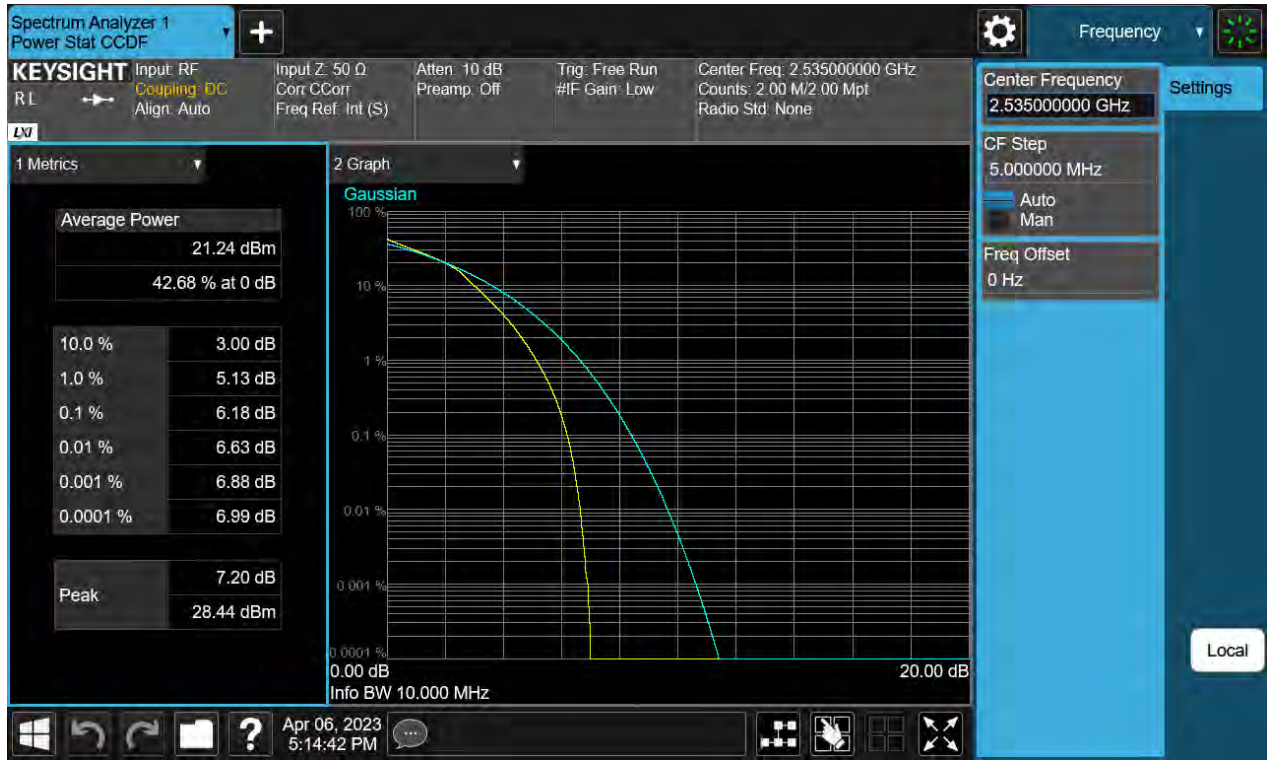 Spectrum Analyzer 1
Power Stat CCDF
+
Frequency
KEYSIGHT
RL
LXI
Input: RF
Coupling: DC
Align: Auto
Input Z: 50 Ω
Corr CCorr
Freq Ref: Int (S)
Atten: 10 dB
Preamp: Off
Trig: Free Run
#IF Gain: Low
Center Freq: 2.535000000 GHz
Counts: 2.00 M/2.00 Mpt
Radio Std: None
Center Frequency
2.535000000 GHz
Settings
CF Step
5.000000 MHz
Auto
Man
Freq Offset
0 Hz
1 Metrics
Average Power
21.24 dBm
42.68 % at 0 dB
10.0 % 3.00 dB
1.0 % 5.13 dB
0.1 % 6.18 dB
0.01 % 6.63 dB
0.001 % 6.88 dB
0.0001 % 6.99 dB
Peak
7.20 dB
28.44 dBm
2 Graph
Gaussian
100 %
10 %
1 %
0.1 %
0.01 %
0.001 %
0.0001 %
0.00 dB
20.00 dB
Info BW 10.000 MHz
Local
?
Apr 06, 2023
5:14:42 PM